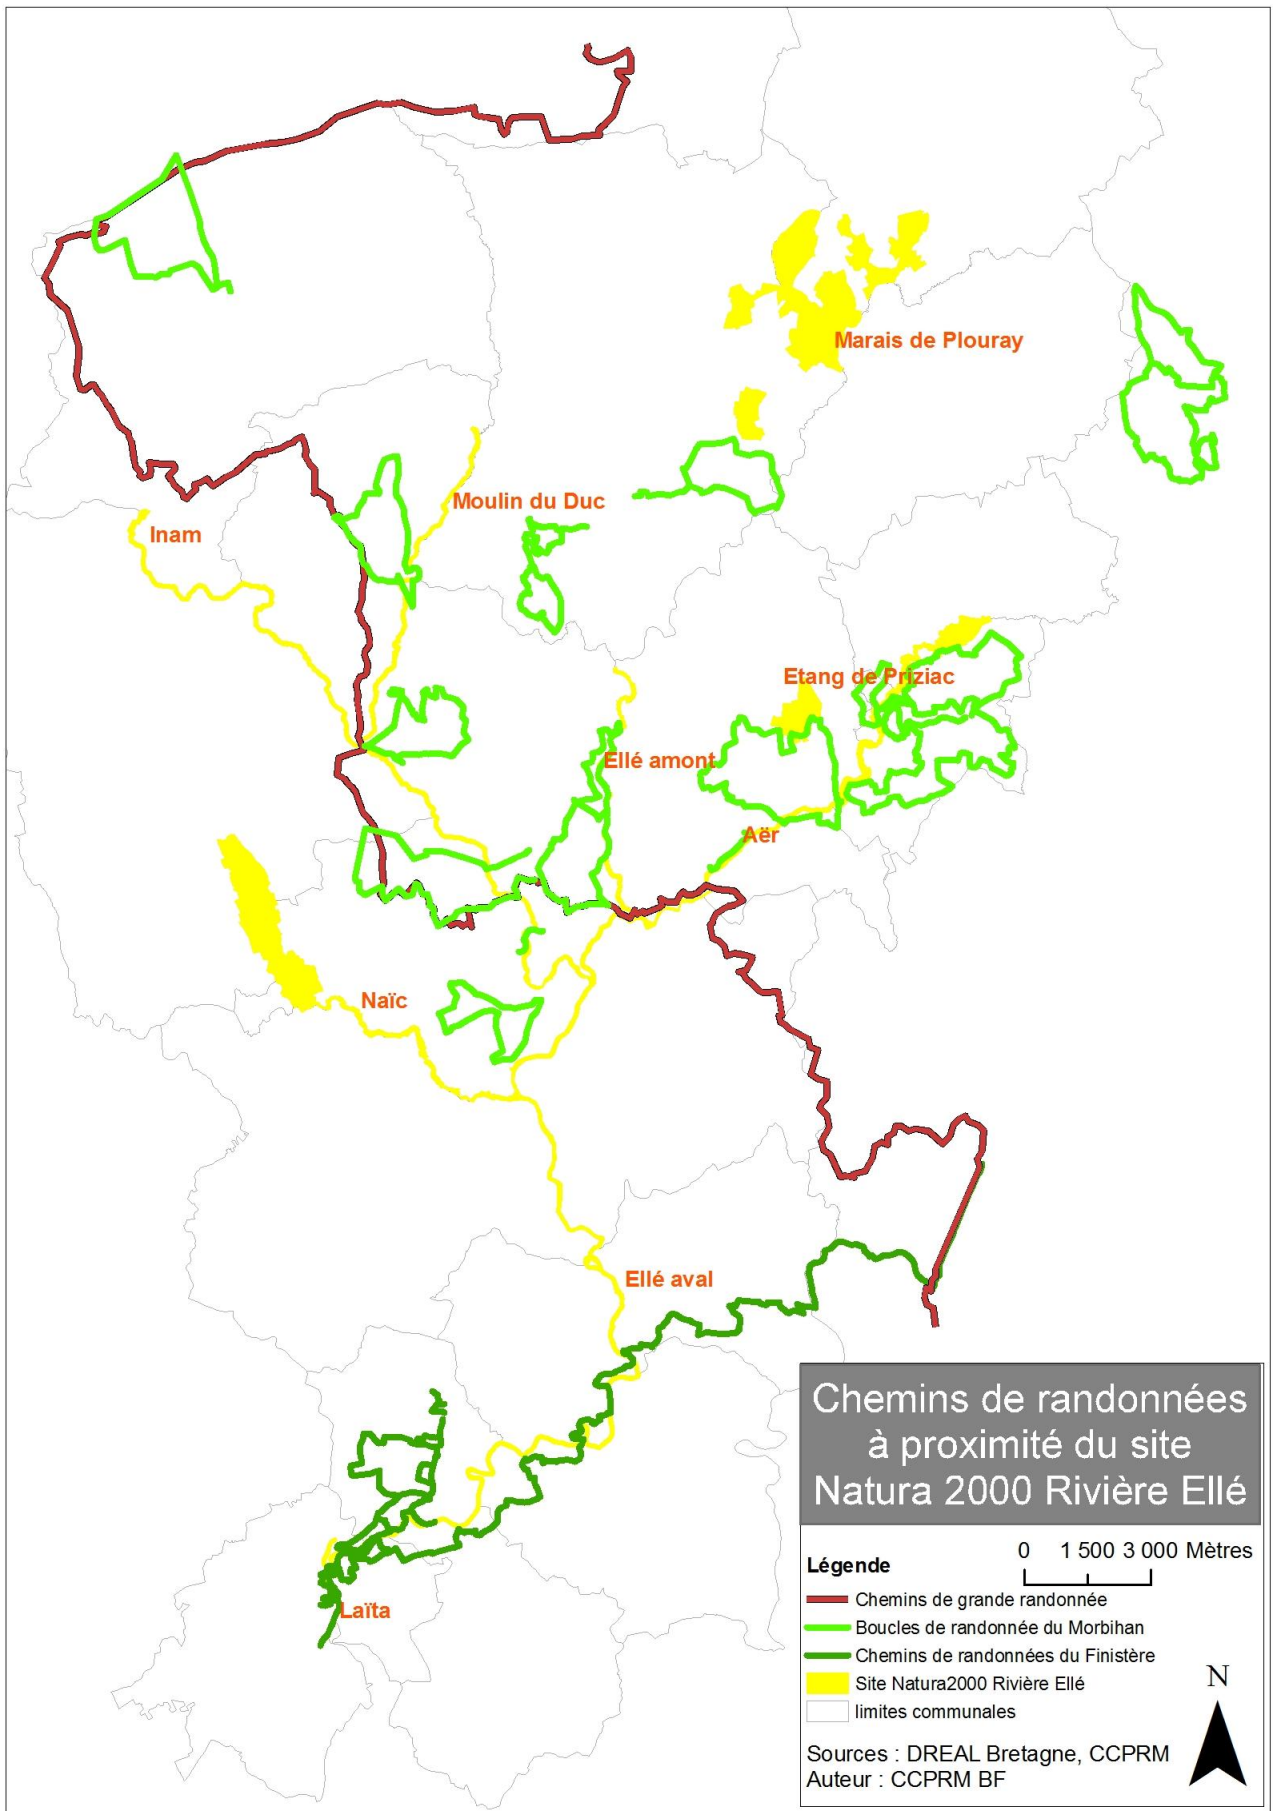 Marais de Plouray
Moulin du Duc
Inam
Etang de Priziac
Ellé amont
Aër
Naïc
Ellé aval
Laïta
Chemins de randonnées
à proximité du site
Natura 2000 Rivière Ellé
Légende
0 1 500 3 000 Mètres
Chemins de grande randonnée
Boucles de randonnée du Morbihan
Chemins de randonnées du Finistère
Site Natura2000 Rivière Ellé
limites communales
N
Sources : DREAL Bretagne, CCPRM
Auteur : CCPRM BF